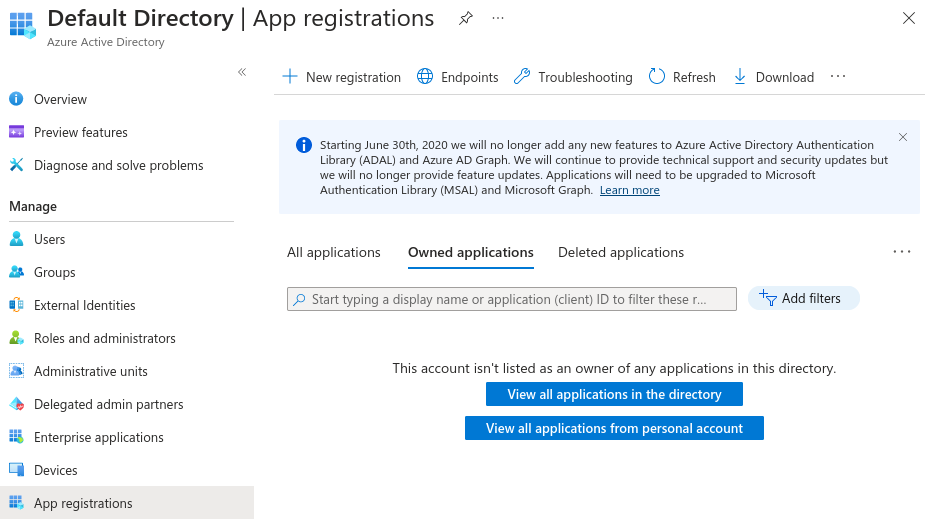 Default Directory | App registrations
Azure Active Directory
Overview
Preview features
Diagnose and solve problems
Manage
Users
Groups
External Identities
Roles and administrators
Administrative units
Delegated admin partners
Enterprise applications
Devices
App registrations
New registration Endpoints Troubleshooting Refresh Download
Starting June 30th, 2020 we will no longer add any new features to Azure Active Directory Authentication
Library (ADAL) and Azure AD Graph. We will continue to provide technical support and security updates but
we will no longer provide feature updates. Applications will need to be upgraded to Microsoft
Authentication Library (MSAL) and Microsoft Graph. Learn more
All applications Owned applications Deleted applications
Start typing a display name or application (client) ID to filter these r...
Add filters
This account isn't listed as an owner of any applications in this directory.
View all applications in the directory
View all applications from personal account